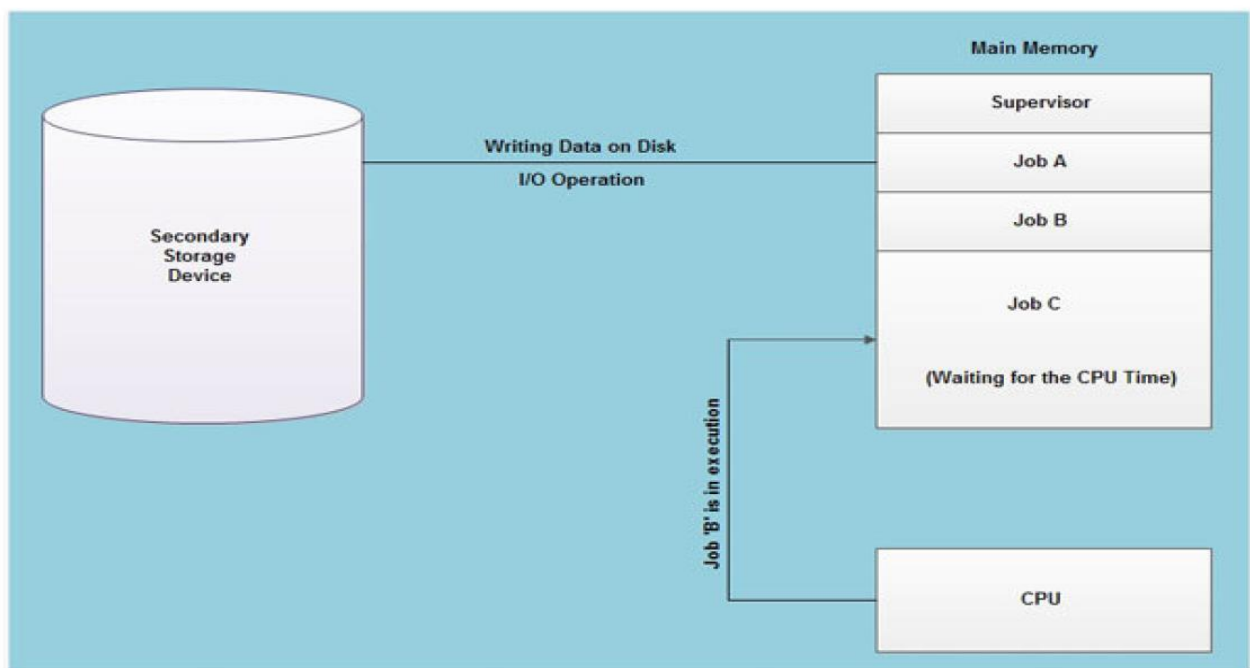 Main Memory
Supervisor
Writing Data on Disk
Job A
I/O Operation
Job B
Secondary
Storage
Device
Job C
(Waiting for the CPU Time)
Job 'B' is in execution
CPU